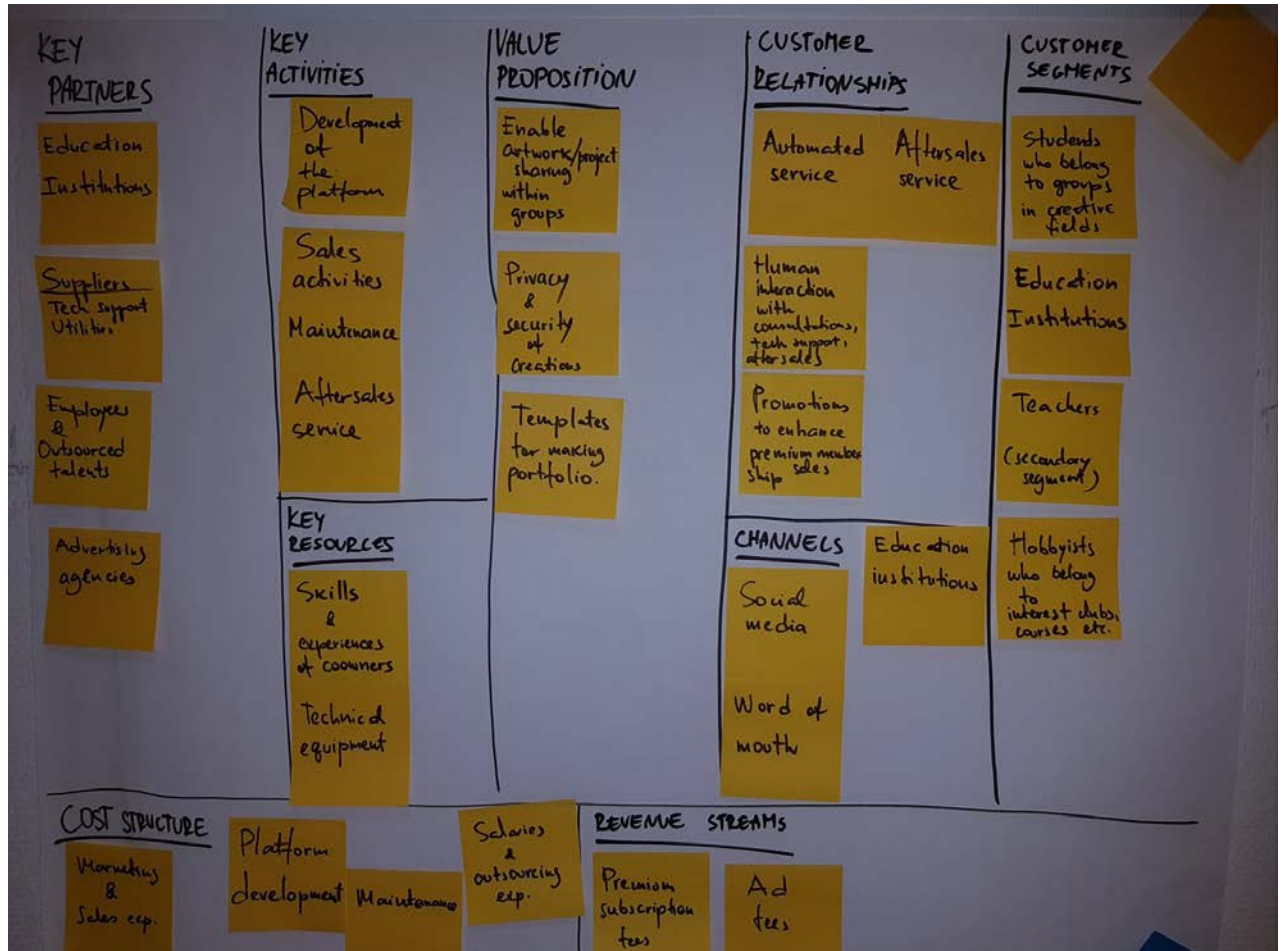 KEY
PARTNERS
Education
Institutions
Suppliers
Tech support
Utilities
Employees
&
Outsourced
talents
Advertising
agencies
KEY
ACTIVITIES
Development
of
the
platform
Sales
activities
Maintenance
Aftersales
service
KEY
RESOURCES
Skills
&
experiences
of coowners
Technical
equipment
VALUE
PROPOSITION
Enable
artwork/project
sharing
within
groups
Privacy
&
security
of
Creations
Templates
for making
portfolio.
CUSTOMER
RELATIONSHIPS
Automated
service
Aftersales
service
Human
interaction
with
consultations,
tech support,
aftersales
Promotions
to enhance
premium member
ship sales
CHANNELS
Social
media
Word of
mouth
Education
institutions
CUSTOMER
SEGMENTS
Students
who belong
to groups
in creative
fields
Education
Institutions
Teachers
(secondary
segment)
Hobbyists
who belong
to
interest clubs,
courses etc.
COST STRUCTURE
Marketing
&
Sales exp.
Platform
development
Maintenance
Salaries
&
outsourcing
exp.
REVENUE STREAMS
Premium
subscription
fees
Ad
fees